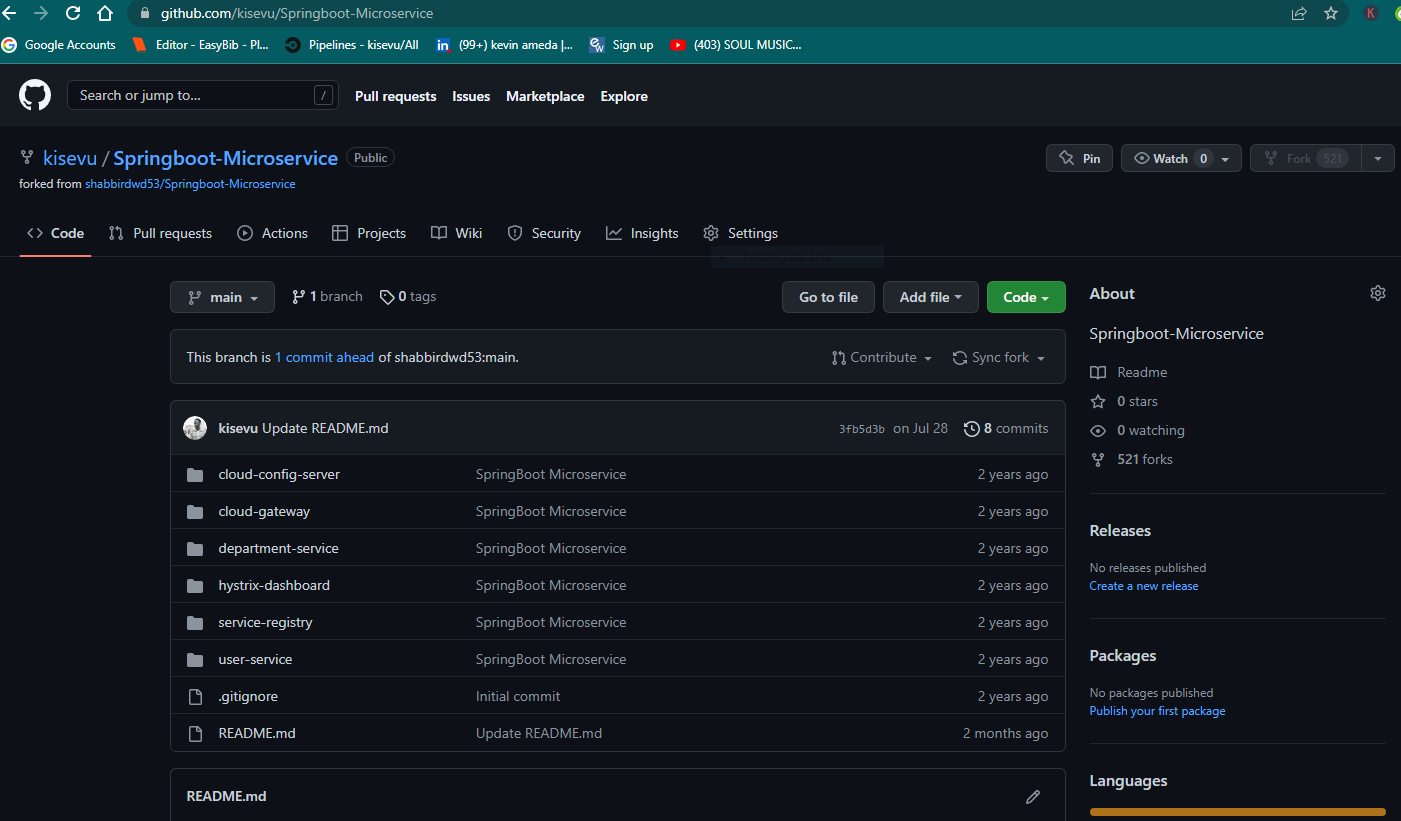 github.com/kisevu/Springboot-Microservice
K
Google Accounts Editor - EasyBib - Pl... Pipelines - kisevu/All (99+) kevin ameda |... Sign up (403) SOUL MUSIC...
Search or jump to... / Pull requests Issues Marketplace Explore
kisevu / Springboot-Microservice Public Pin Watch 0 Fork 521
forked from shabbirdwd53/Springboot-Microservice
Code Pull requests Actions Projects Wiki Security Insights Settings
main 1 branch 0 tags Go to file Add file Code
This branch is 1 commit ahead of shabbirdwd53:main. Contribute Sync fork
kisevu Update README.md 3fb5d3b on Jul 28 8 commits
cloud-config-server SpringBoot Microservice 2 years ago
cloud-gateway SpringBoot Microservice 2 years ago
department-service SpringBoot Microservice 2 years ago
hystrix-dashboard SpringBoot Microservice 2 years ago
service-registry SpringBoot Microservice 2 years ago
user-service SpringBoot Microservice 2 years ago
.gitignore Initial commit 2 years ago
README.md Update README.md 2 months ago
README.md
About
Springboot-Microservice
Readme
0 stars
0 watching
521 forks
Releases
No releases published
Create a new release
Packages
No packages published
Publish your first package
Languages